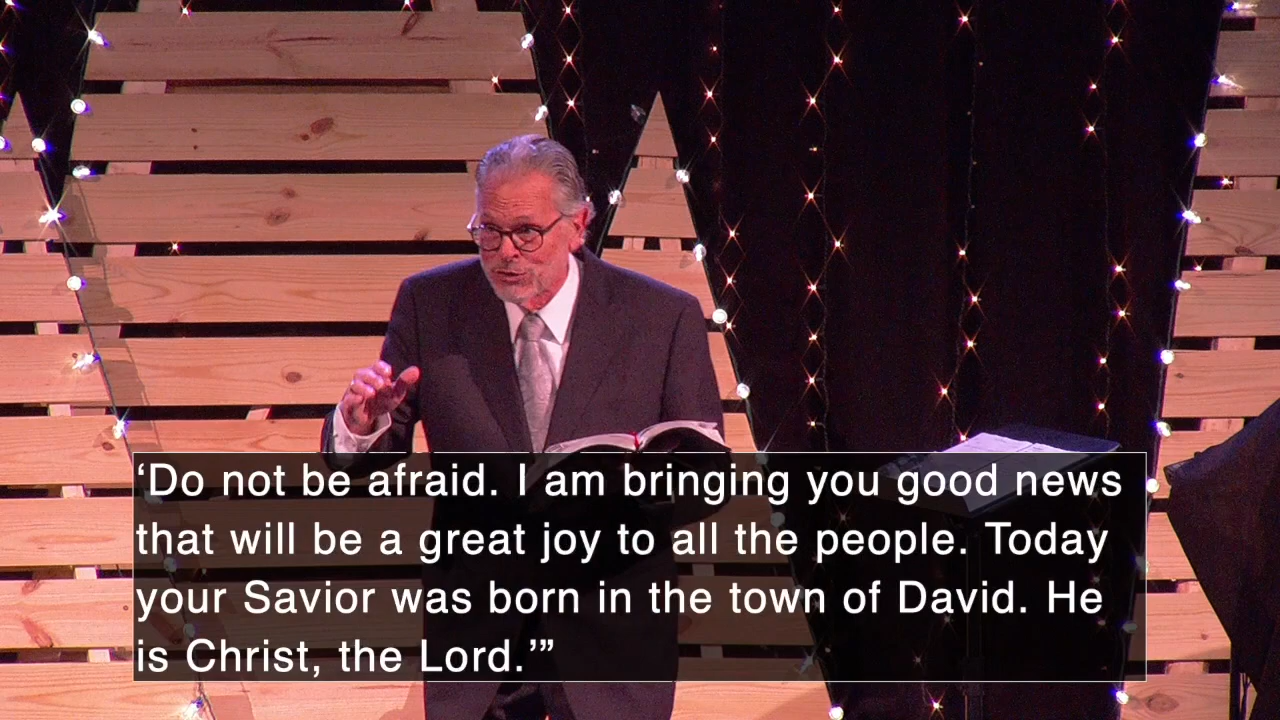 ‘Do not be afraid. I am bringing you good news
that will be a great joy to all the people. Today
your Savior was born in the town of David. He
is Christ, the Lord.’”